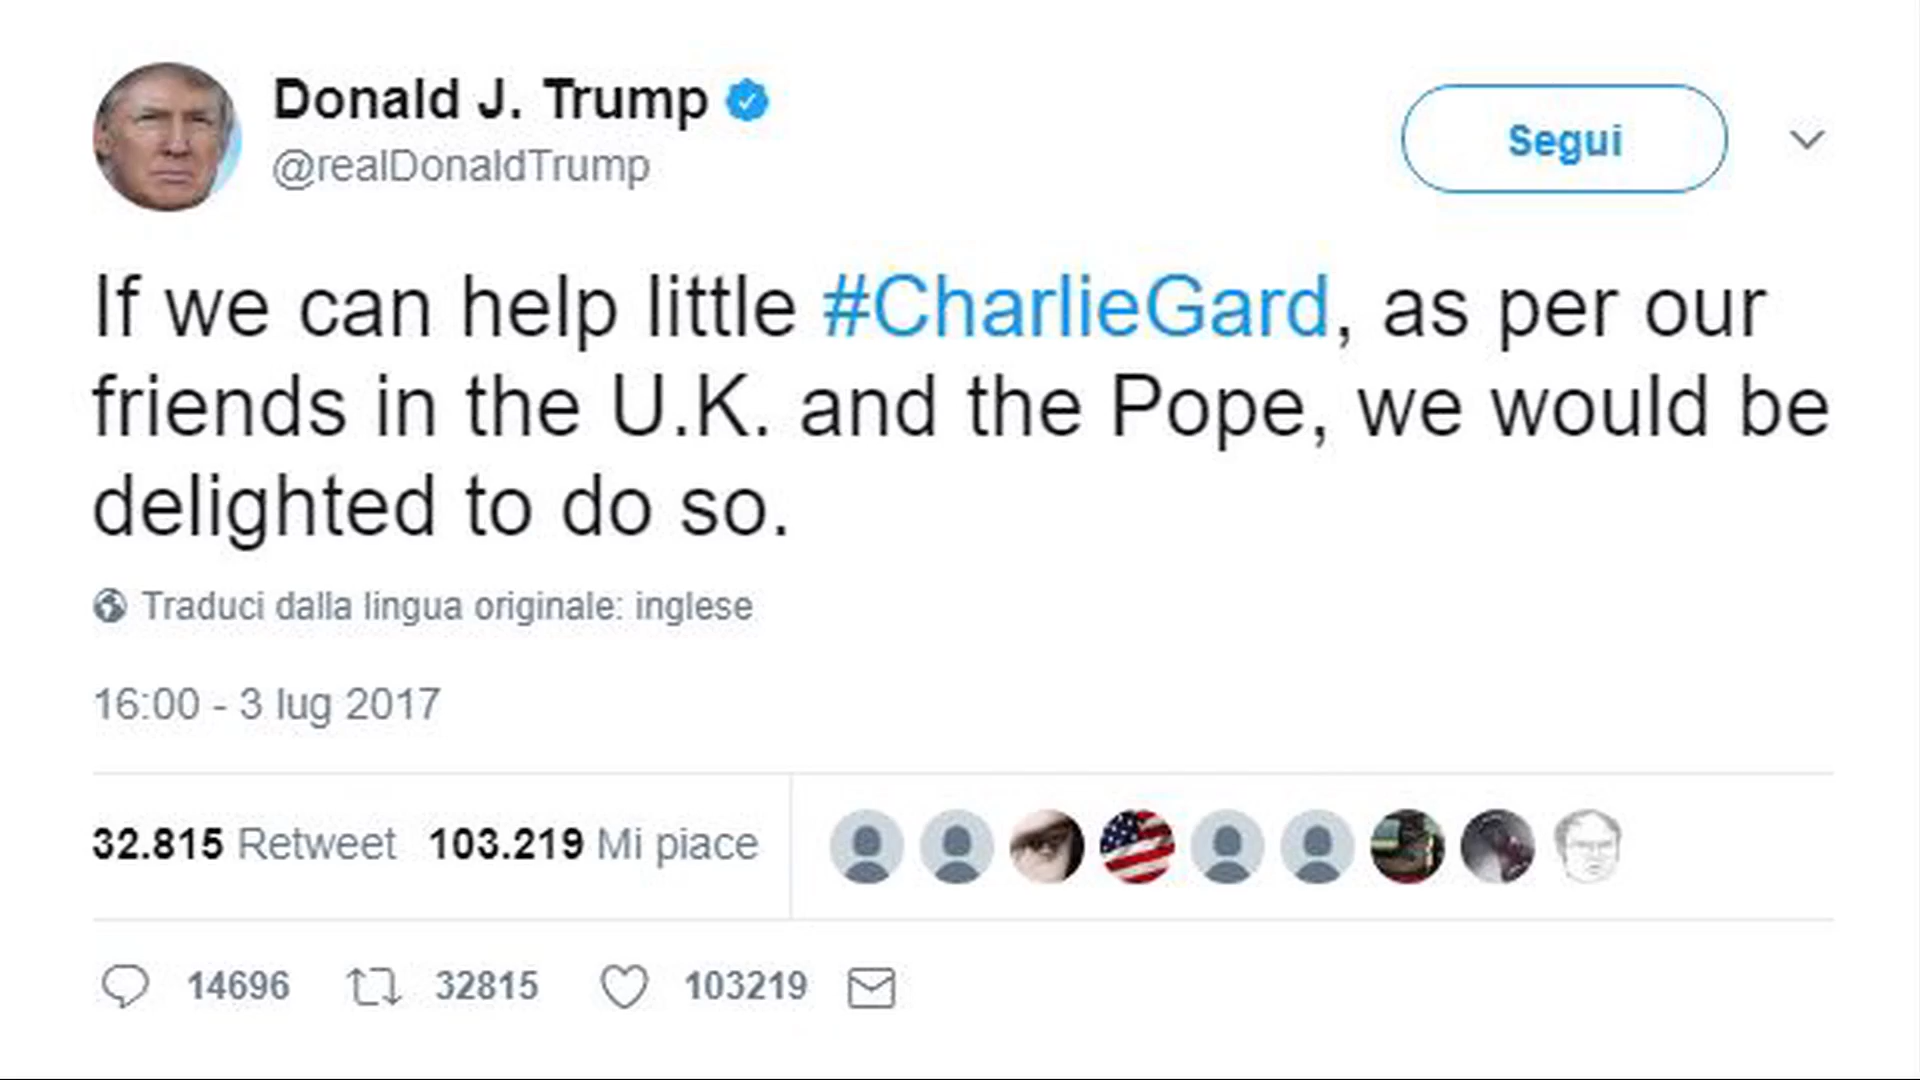 Donald J. Trump
@realDonaldTrump
Segui
If we can help little #CharlieGard, as per our
friends in the U.K. and the Pope, we would be
delighted to do so.
Traduci dalla lingua originale: inglese
16:00 - 3 lug 2017
32.815 Retweet 103.219 Mi piace
14696 32815 103219